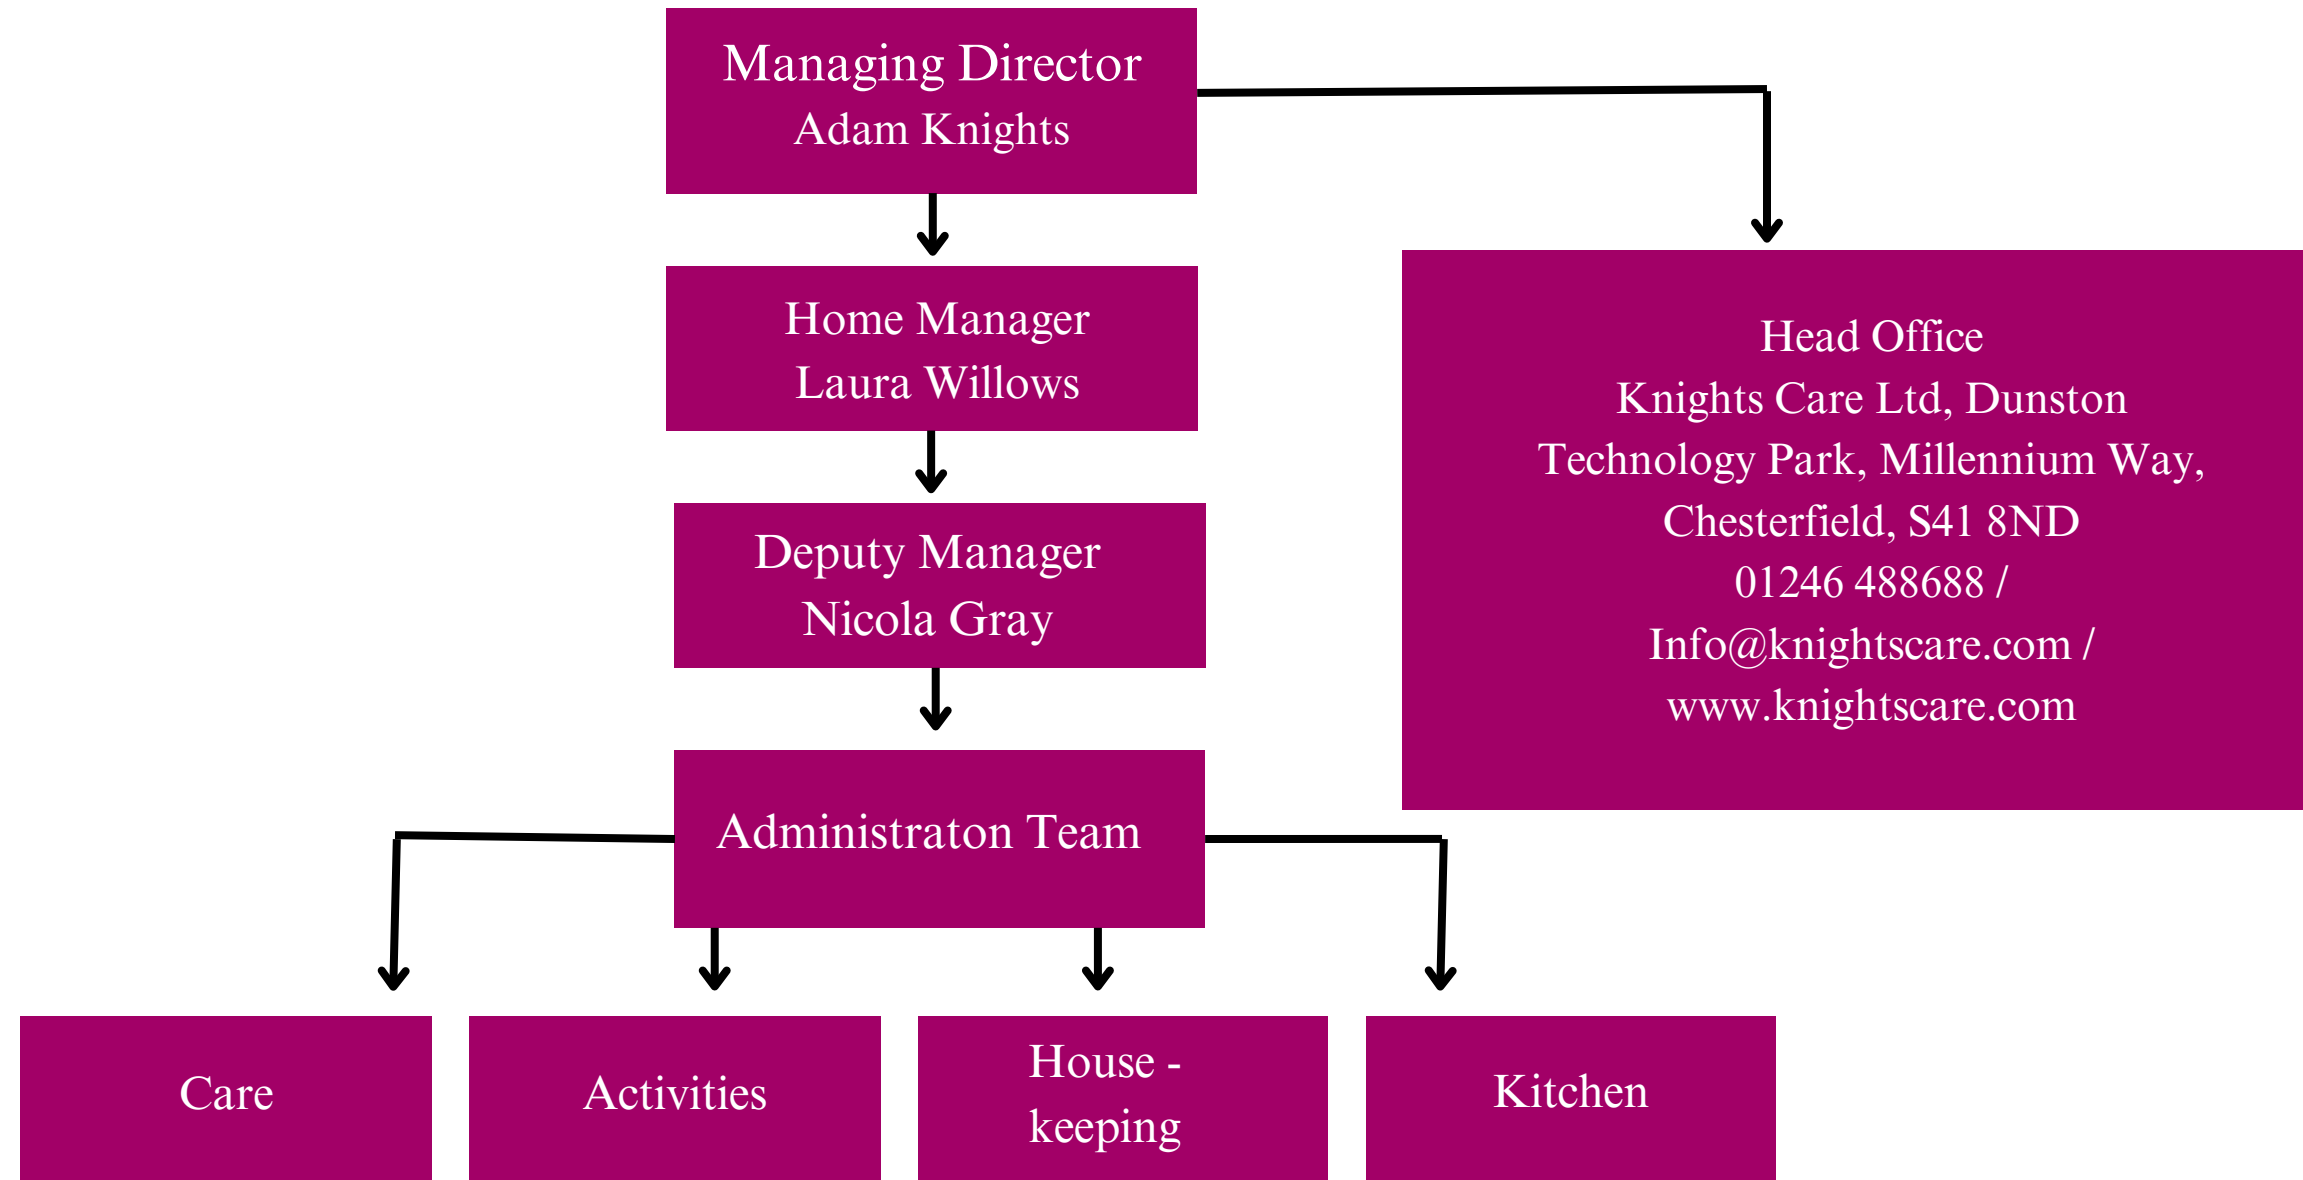 Managing Director
Adam Knights
Home Manager
Laura Willows
Head Office
Knights Care Ltd, Dunston
Technology Park, Millennium Way,
Chesterfield, S41 8ND
01246 488688 /
Info@knightscare.com /
www.knightscare.com
Deputy Manager
Nicola Gray
Administraton Team
Care
Activities
House -
keeping
Kitchen